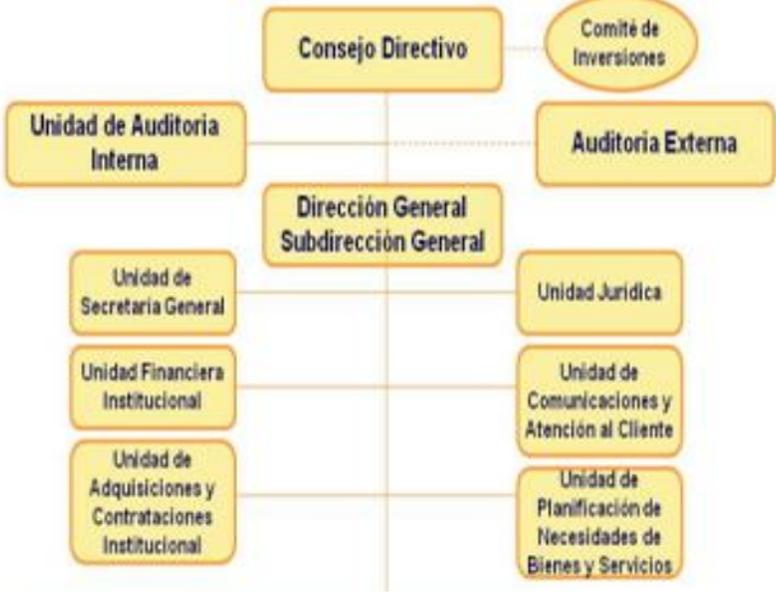 Consejo Directivo
Comité de
Inversiones
Unidad de Auditoria
Interna
Auditoria Externa
Dirección General
Subdirección General
Unidad de
Secretaría General
Unidad Jurídica
Unidad Financiera
Institucional
Unidad de
Comunicaciones y
Atención al Cliente
Unidad de
Adquisiciones y
Contrataciones
Institucional
Unidad de
Planificación de
Necesidades de
Bienes y Servicios